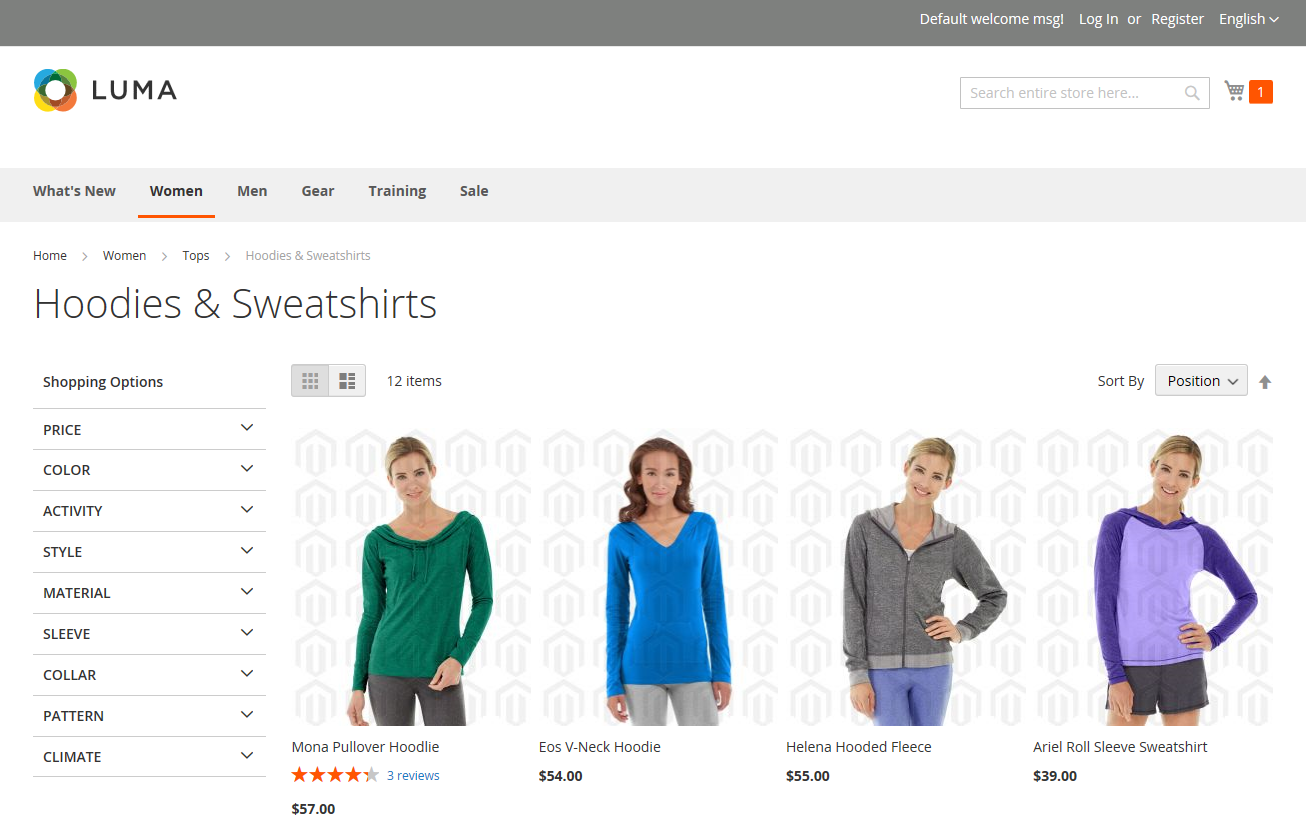 Default welcome msg! Log In or Register English
LUMA
Search entire store here...
1
What's New Women Men Gear Training Sale
Home Women Tops Hoodies & Sweatshirts
Hoodies & Sweatshirts
Shopping Options
12 items
Sort By Position
PRICE
COLOR
ACTIVITY
STYLE
MATERIAL
SLEEVE
COLLAR
PATTERN
CLIMATE
Mona Pullover Hoodlie
3 reviews
$57.00
Eos V-Neck Hoodie
$54.00
Helena Hooded Fleece
$55.00
Ariel Roll Sleeve Sweatshirt
$39.00